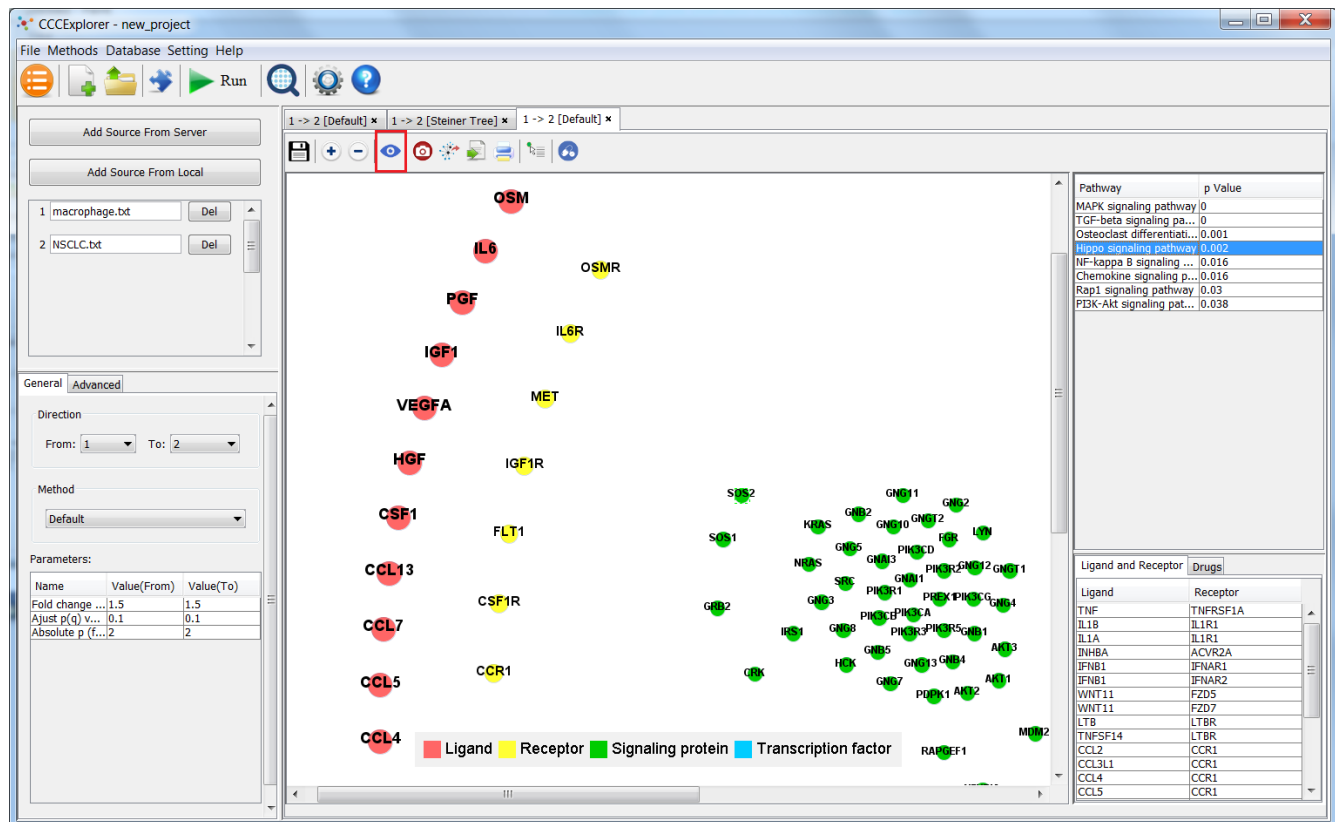 CCCExplorer - new_project
File Methods Database Setting Help
Run
Add Source From Server
Add Source From Local
1 macrophage.txt Del
2 NSCLC.txt Del
General Advanced
Direction
From: 1 To: 2
Method
Default
Parameters:
Name Value(From) Value(To)
Fold change ... 1.5 1.5
Ajust p(q) v... 0.1 0.1
Absolute p (f... 2 2
1 -> 2 [Default] 1 -> 2 [Steiner Tree] 1 -> 2 [Default]
OSM
IL6
OSMR
PGF
IL6R
IGF1
MET
VEGFA
HGF
IGF1R
CSF1
FLT1
CCL13
CSF1R
CCL7
CCR1
CCL5
CCL4
SOS2
GNG11
GNG2
GNB2
GNGT2
KRAS
GNG10
LYN
SOS1
FGR
GNG5
PIK3CD
NRAS
GNAI3
PIK3R2
GNG12
GNGT1
SRC
GNAI1
PIK3R1
PREX1
PIK3CG
GNG3
GNG4
GRB2
PIK3CB
PIK3CA
IRS1
GNG8
PIK3R3
PIK3R5
GNB1
GNB5
AKT3
HCK
GNG13
GNB4
CRK
GNG7
AKT1
PDPK1
AKT2
MDM2
RAPGEF1
Ligand Receptor Signaling protein Transcription factor
Pathway p Value
MAPK signaling pathway 0
TGF-beta signaling pa... 0
Osteoclast differentiati... 0.001
Hippo signaling pathway 0.002
NF-kappa B signaling ... 0.016
Chemokine signaling p... 0.016
Rap1 signaling pathway 0.03
PI3K-Akt signaling pat... 0.038
Ligand and Receptor Drugs
Ligand Receptor
TNF TNFRSF1A
IL1B IL1R1
IL1A IL1R1
INHBA ACVR2A
IFNB1 IFNAR1
IFNB1 IFNAR2
WNT11 FZD5
WNT11 FZD7
LTB LTBR
TNFSF14 LTBR
CCL2 CCR1
CCL3L1 CCR1
CCL4 CCR1
CCL5 CCR1